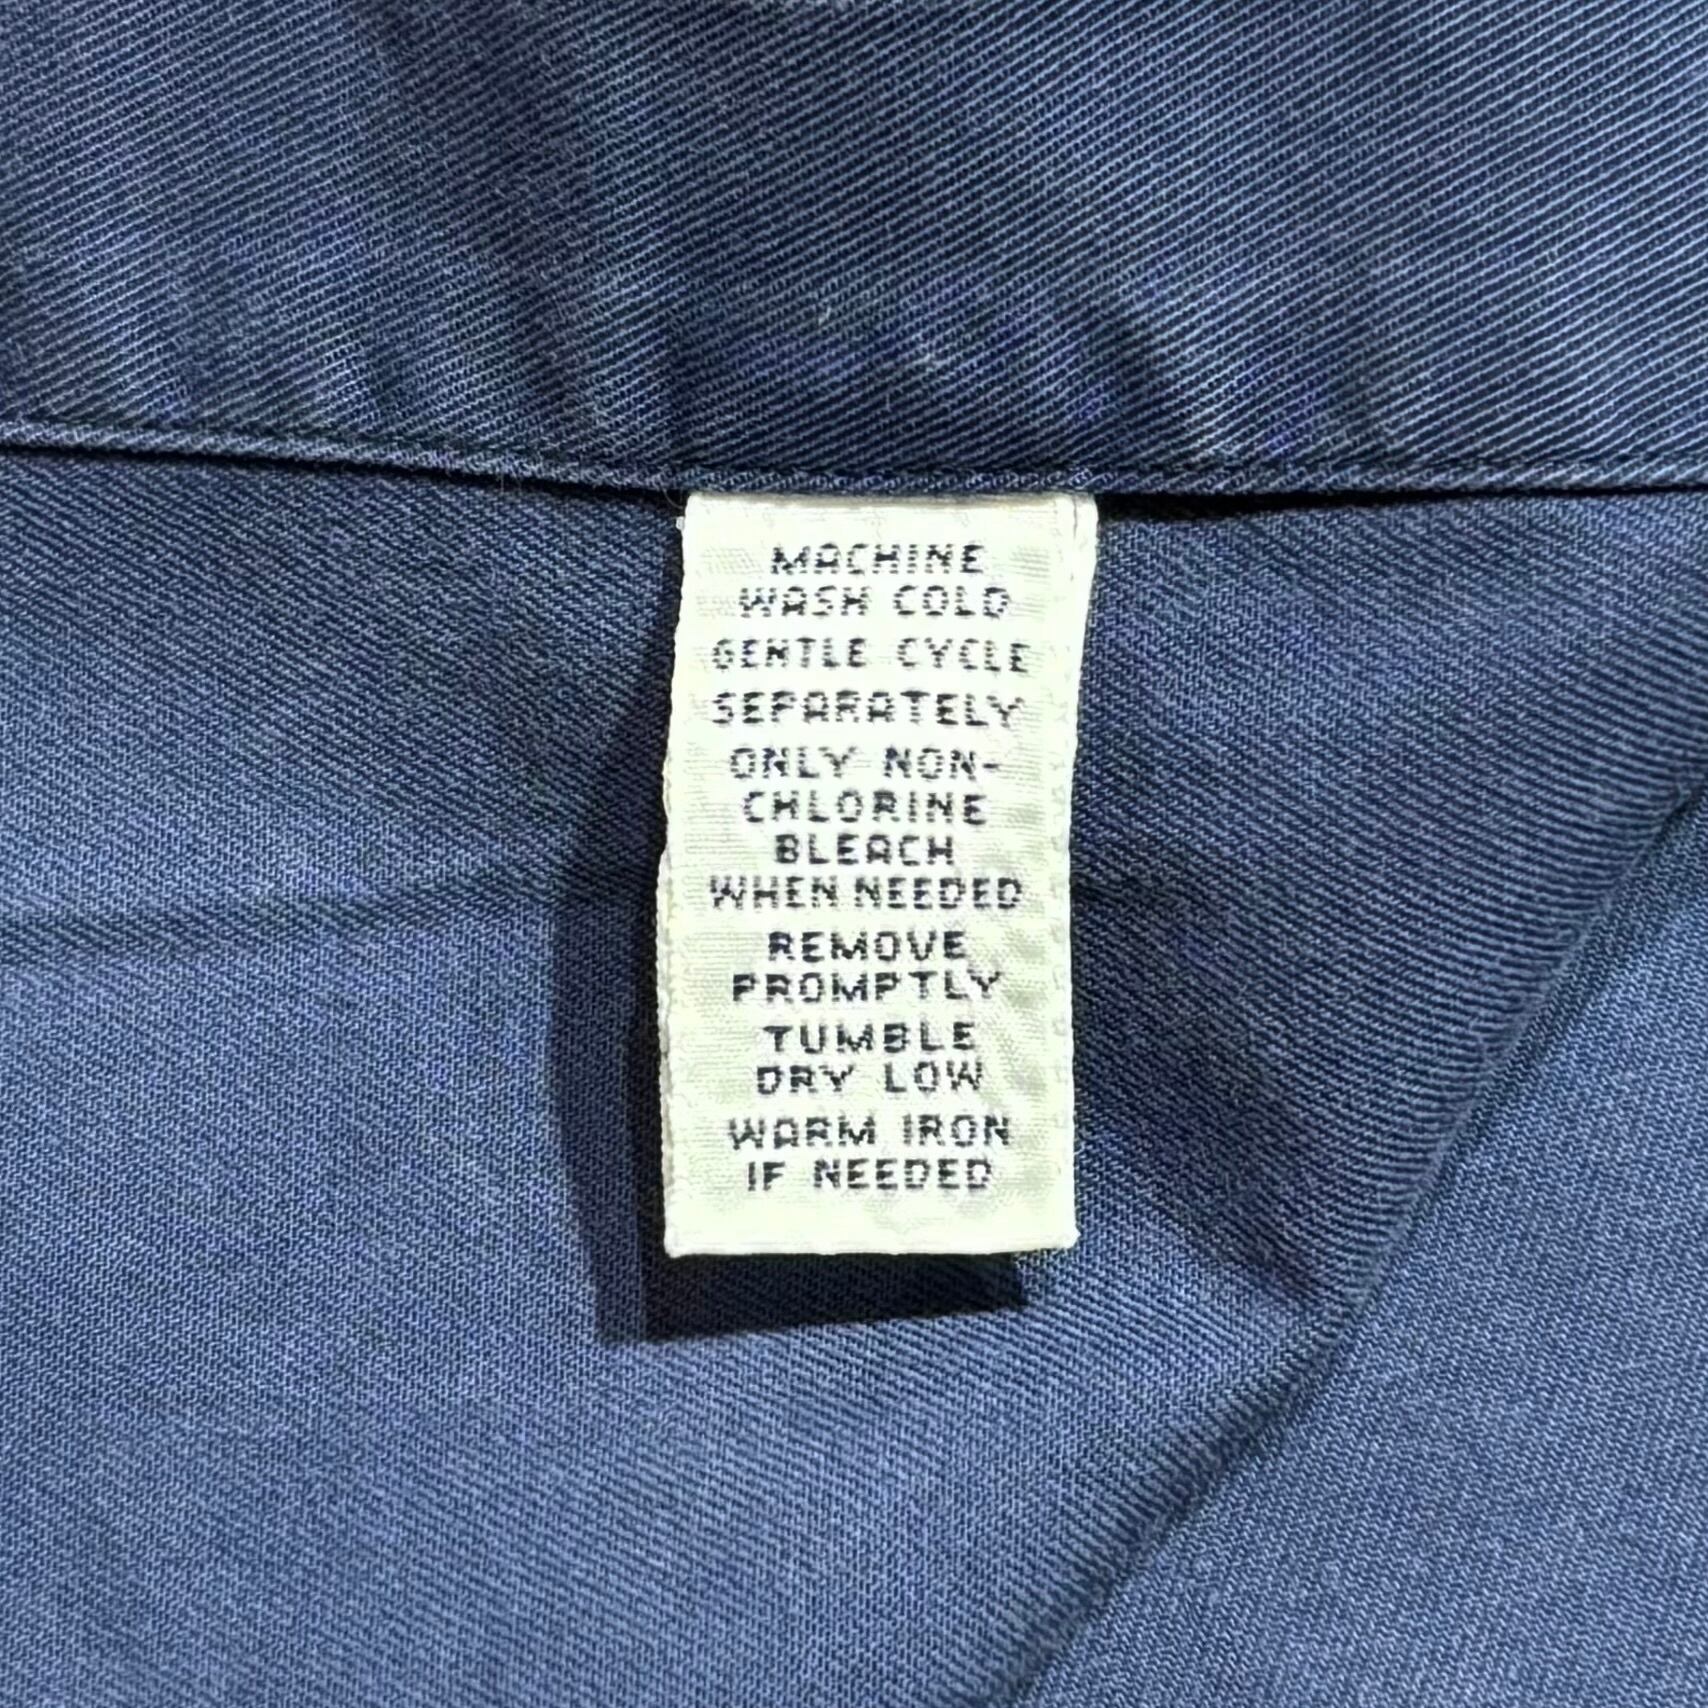 MACHINE
WASH COLD
GENTLE CYCLE
SEPARATELY
ONLY NON-
CHLORINE
BLEACH
WHEN NEEDED
REMOVE
PROMPTLY
TUMBLE
DRY LOW
WARM IRON
IF NEEDED